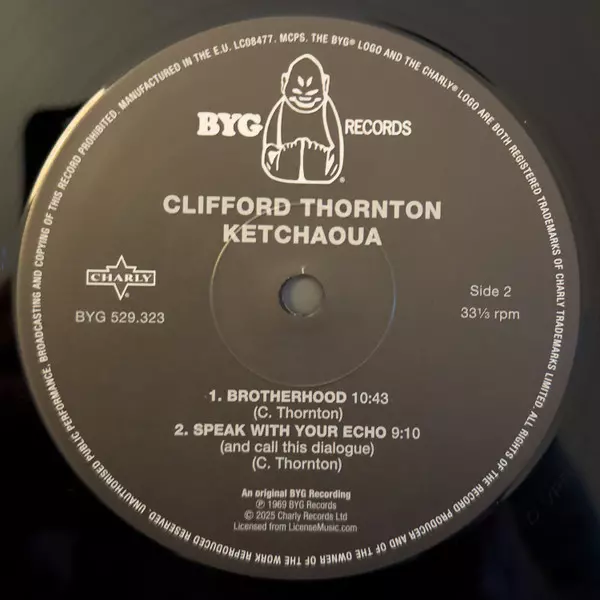 UNAUTHORISED PUBLIC PERFORMANCE, BROADCASTING AND COPYING OF THIS RECORD PROHIBITED. MANUFACTURED IN THE E.U. LC08477. MCPS. THE BYG® LOGO AND THE CHARLY® LOGO ARE BOTH REGISTERED TRADEMARKS OF CHARLY TRADEMARKS LIMITED. ALL RIGHTS OF THE RECORD PRODUCER AND OF THE OWNER OF THE WORK REPRODUCED RESERVED.
BYG RECORDS
®
CLIFFORD THORNTON
KETCHAOUA
CHARLY
®
BYG 529.323
Side 2
33⅓ rpm
1. BROTHERHOOD 10:43
(C. Thornton)
2. SPEAK WITH YOUR ECHO 9:10
(and call this dialogue)
(C. Thornton)
An original BYG Recording
℗ 1969 BYG Records
© 2025 Charly Records Ltd
Licensed from LicenseMusic.com